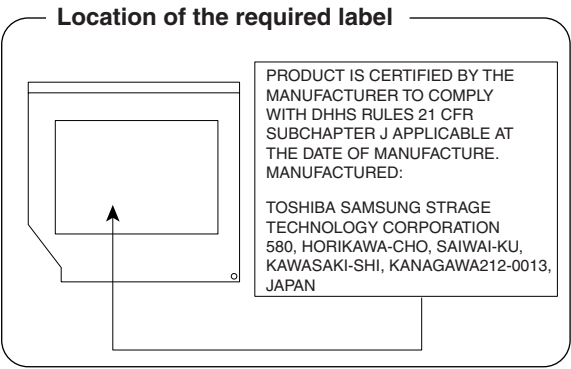 Location of the required label
PRODUCT IS CERTIFIED BY THE
MANUFACTURER TO COMPLY
WITH DHHS RULES 21 CFR
SUBCHAPTER J APPLICABLE AT
THE DATE OF MANUFACTURE.
MANUFACTURED:
TOSHIBA SAMSUNG STRAGE
TECHNOLOGY CORPORATION
580, HORIKAWA-CHO, SAIWAI-KU,
KAWASAKI-SHI, KANAGAWA212-0013,
JAPAN